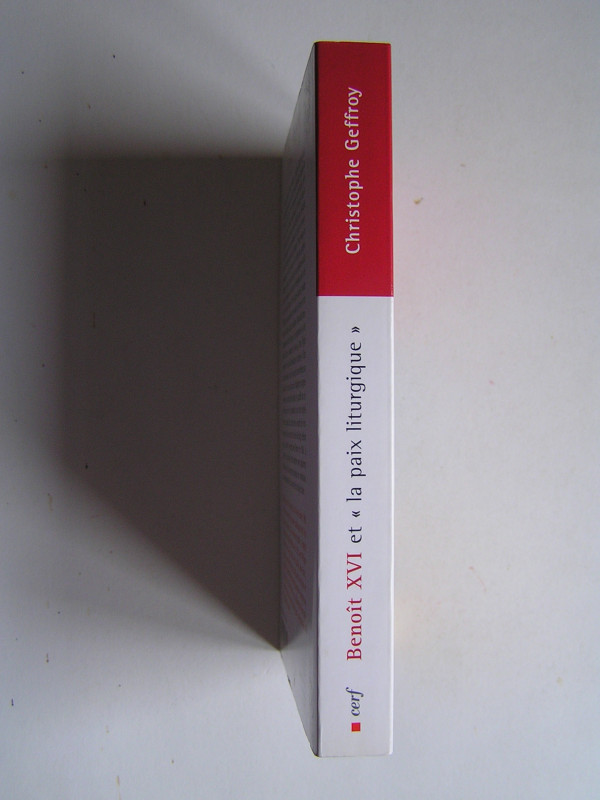 Christophe Geffroy
Benoît XVI et « la paix liturgique »
cerf